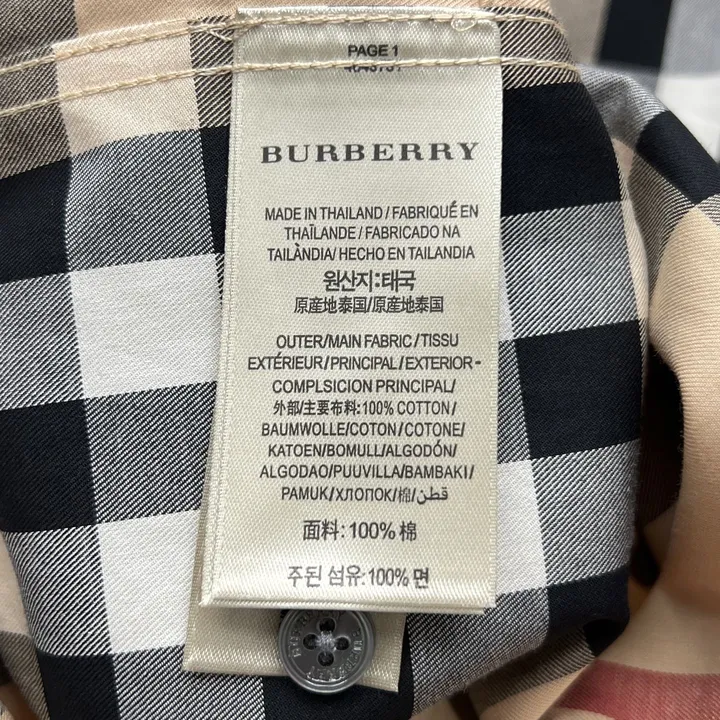 PAGE 1
BURBERRY
MADE IN THAILAND / FABRIQUÉ EN
THAÏLANDE / FABRICADO NA
TAILÀNDIA/ HECHO EN TAILANDIA
원산지:태국
原産地泰国/原産地泰国
OUTER/MAIN FABRIC/TISSU
EXTÉRIEUR/PRINCIPAL/EXTERIOR-
COMPLSICION PRINCIPAL/
外部/主要布料:100% COTTON/
BAUMWOLLE/COTON/COTONE/
KATOEN/BOMULL/ALGODÓN/
ALGODAO/PUUVILLA/BAMBAKI/
PAMUK/ХЛОПОК/棉/قطن/
面料: 100% 棉
주된 섬유:100% 면